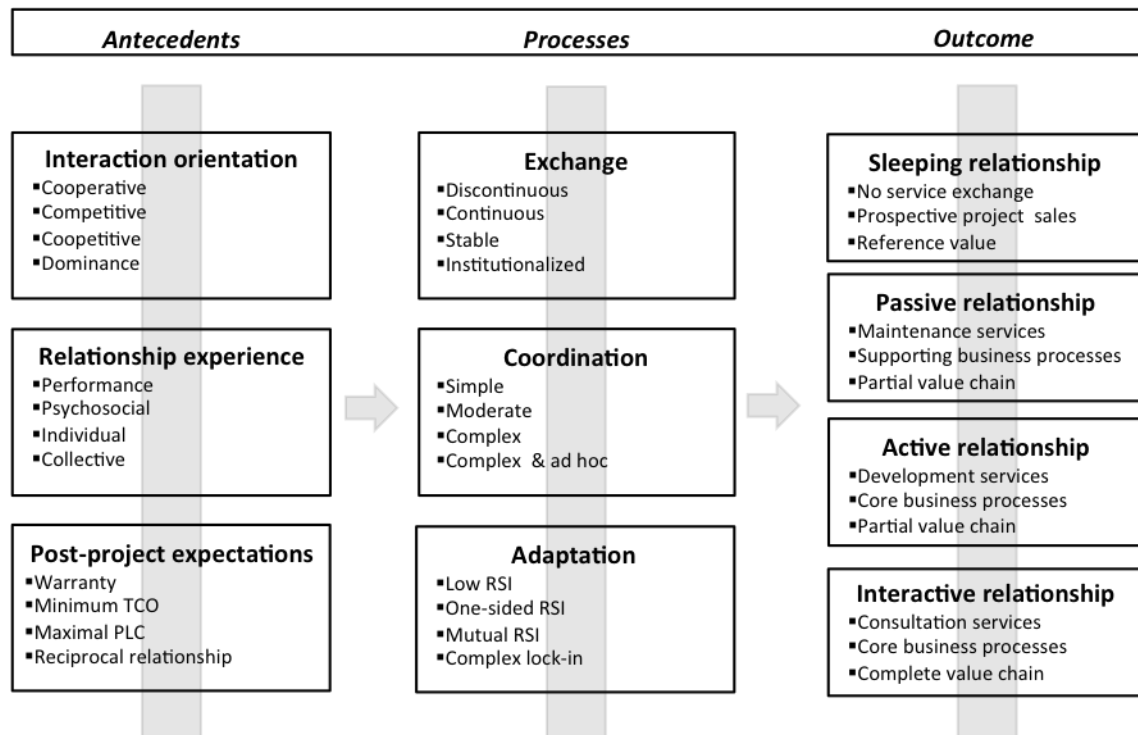 Antecedents
Processes
Outcome
Interaction orientation
▪Cooperative
▪Competitive
▪Coopetitive
▪Dominance
Relationship experience
▪Performance
▪Psychosocial
▪Individual
▪Collective
Post-project expectations
▪Warranty
▪Minimum TCO
▪Maximal PLC
▪Reciprocal relationship
Exchange
▪Discontinuous
▪Continuous
▪Stable
▪Institutionalized
Coordination
▪Simple
▪Moderate
▪Complex
▪Complex & ad hoc
Adaptation
▪Low RSI
▪One-sided RSI
▪Mutual RSI
▪Complex lock-in
Sleeping relationship
▪No service exchange
▪Prospective project sales
▪Reference value
Passive relationship
▪Maintenance services
▪Supporting business processes
▪Partial value chain
Active relationship
▪Development services
▪Core business processes
▪Partial value chain
Interactive relationship
▪Consultation services
▪Core business processes
▪Complete value chain